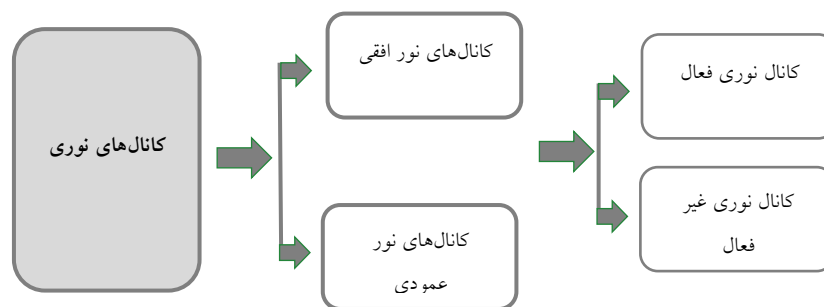 کانال‌های نوری
کانال‌های نور افقی
کانال‌های نور
عمودی
کانال نوری فعال
کانال نوری غیر
فعال